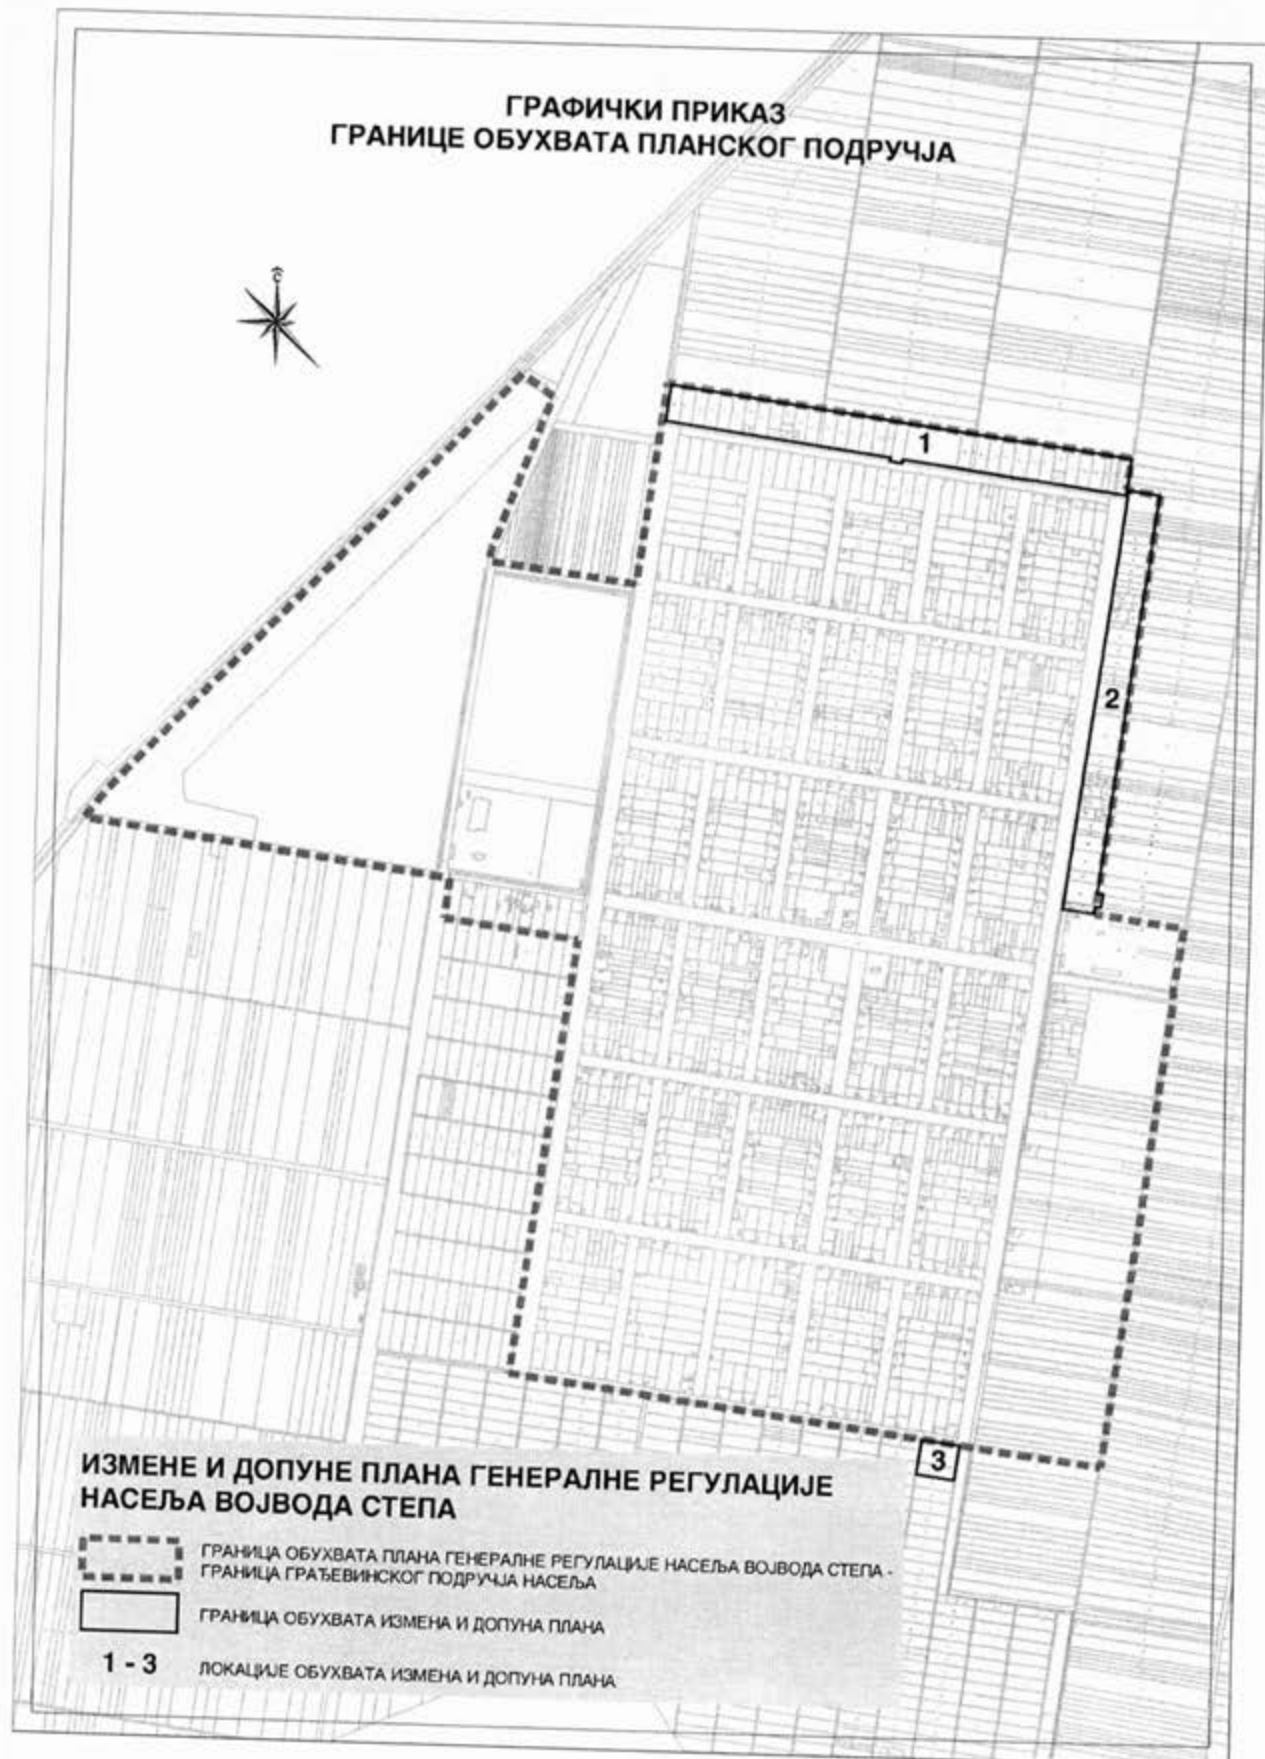 ГРАФИЧКИ ПРИКАЗ
ГРАНИЦЕ ОБУХВАТА ПЛАНСКОГ ПОДРУЧЈА
С
1
2
3
ИЗМЕНЕ И ДОПУНЕ ПЛАНА ГЕНЕРАЛНЕ РЕГУЛАЦИЈЕ
НАСЕЉА ВОЈВОДА СТЕПА
ГРАНИЦА ОБУХВАТА ПЛАНА ГЕНЕРАЛНЕ РЕГУЛАЦИЈЕ НАСЕЉА ВОЈВОДА СТЕПА -
ГРАНИЦА ГРАЂЕВИНСКОГ ПОДРУЧЈА НАСЕЉА
ГРАНИЦА ОБУХВАТА ИЗМЕНА И ДОПУНА ПЛАНА
1 - 3 ЛОКАЦИЈЕ ОБУХВАТА ИЗМЕНА И ДОПУНА ПЛАНА